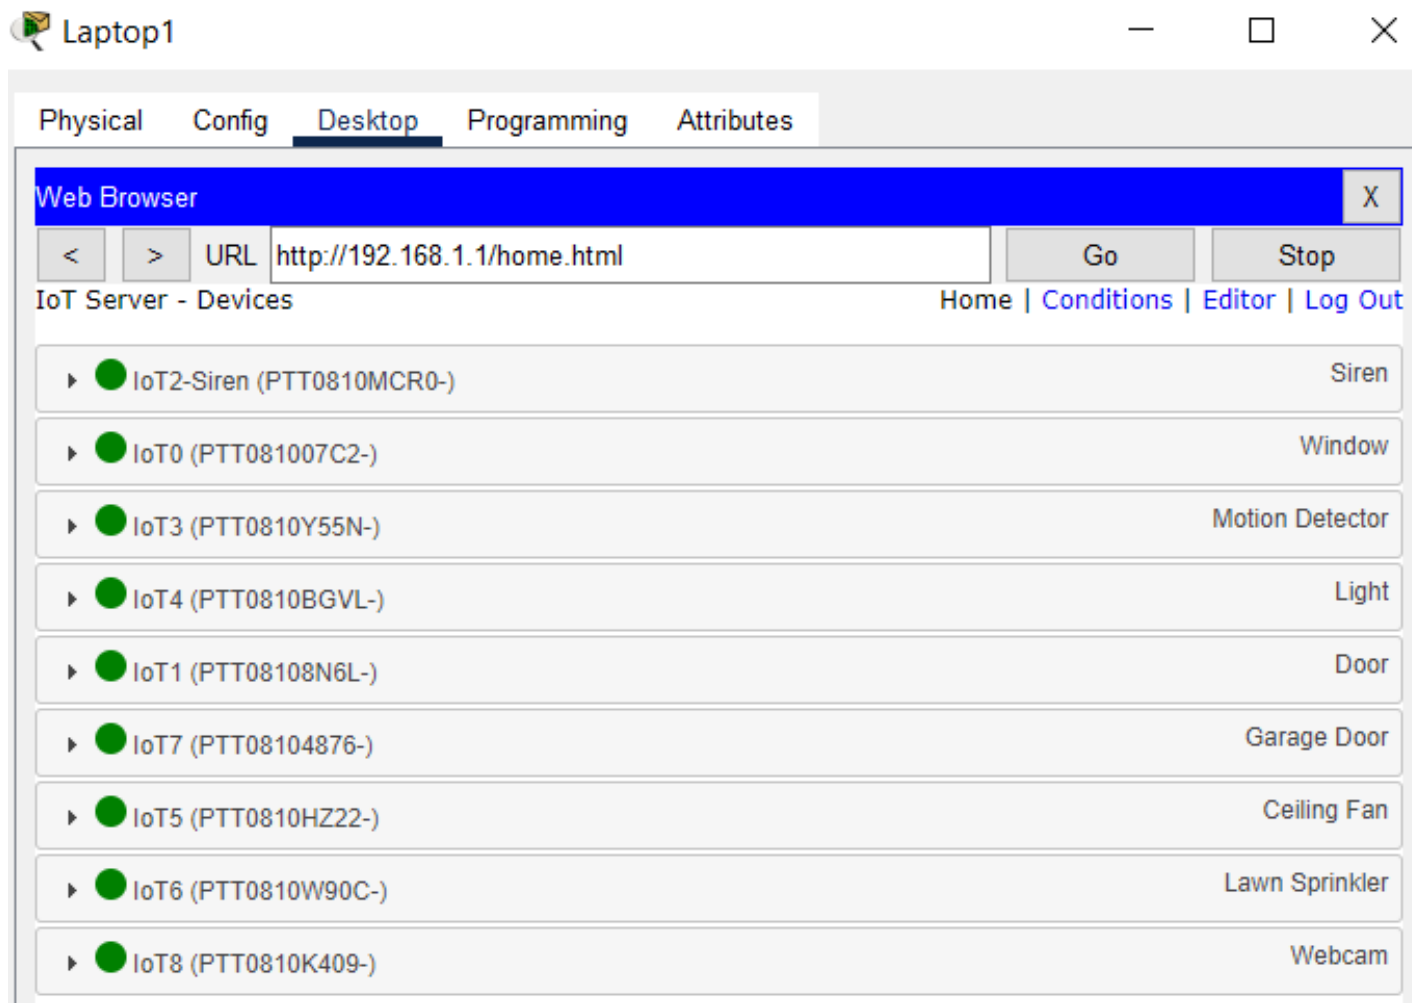 Laptop1
Physical Config Desktop Programming Attributes
Web Browser X
< > URL http://192.168.1.1/home.html Go Stop
IoT Server - Devices Home | Conditions | Editor | Log Out
IoT2-Siren (PTT0810MCR0-) Siren
IoT0 (PTT081007C2-) Window
IoT3 (PTT0810Y55N-) Motion Detector
IoT4 (PTT0810BGVL-) Light
IoT1 (PTT08108N6L-) Door
IoT7 (PTT08104876-) Garage Door
IoT5 (PTT0810HZ22-) Ceiling Fan
IoT6 (PTT0810W90C-) Lawn Sprinkler
IoT8 (PTT0810K409-) Webcam